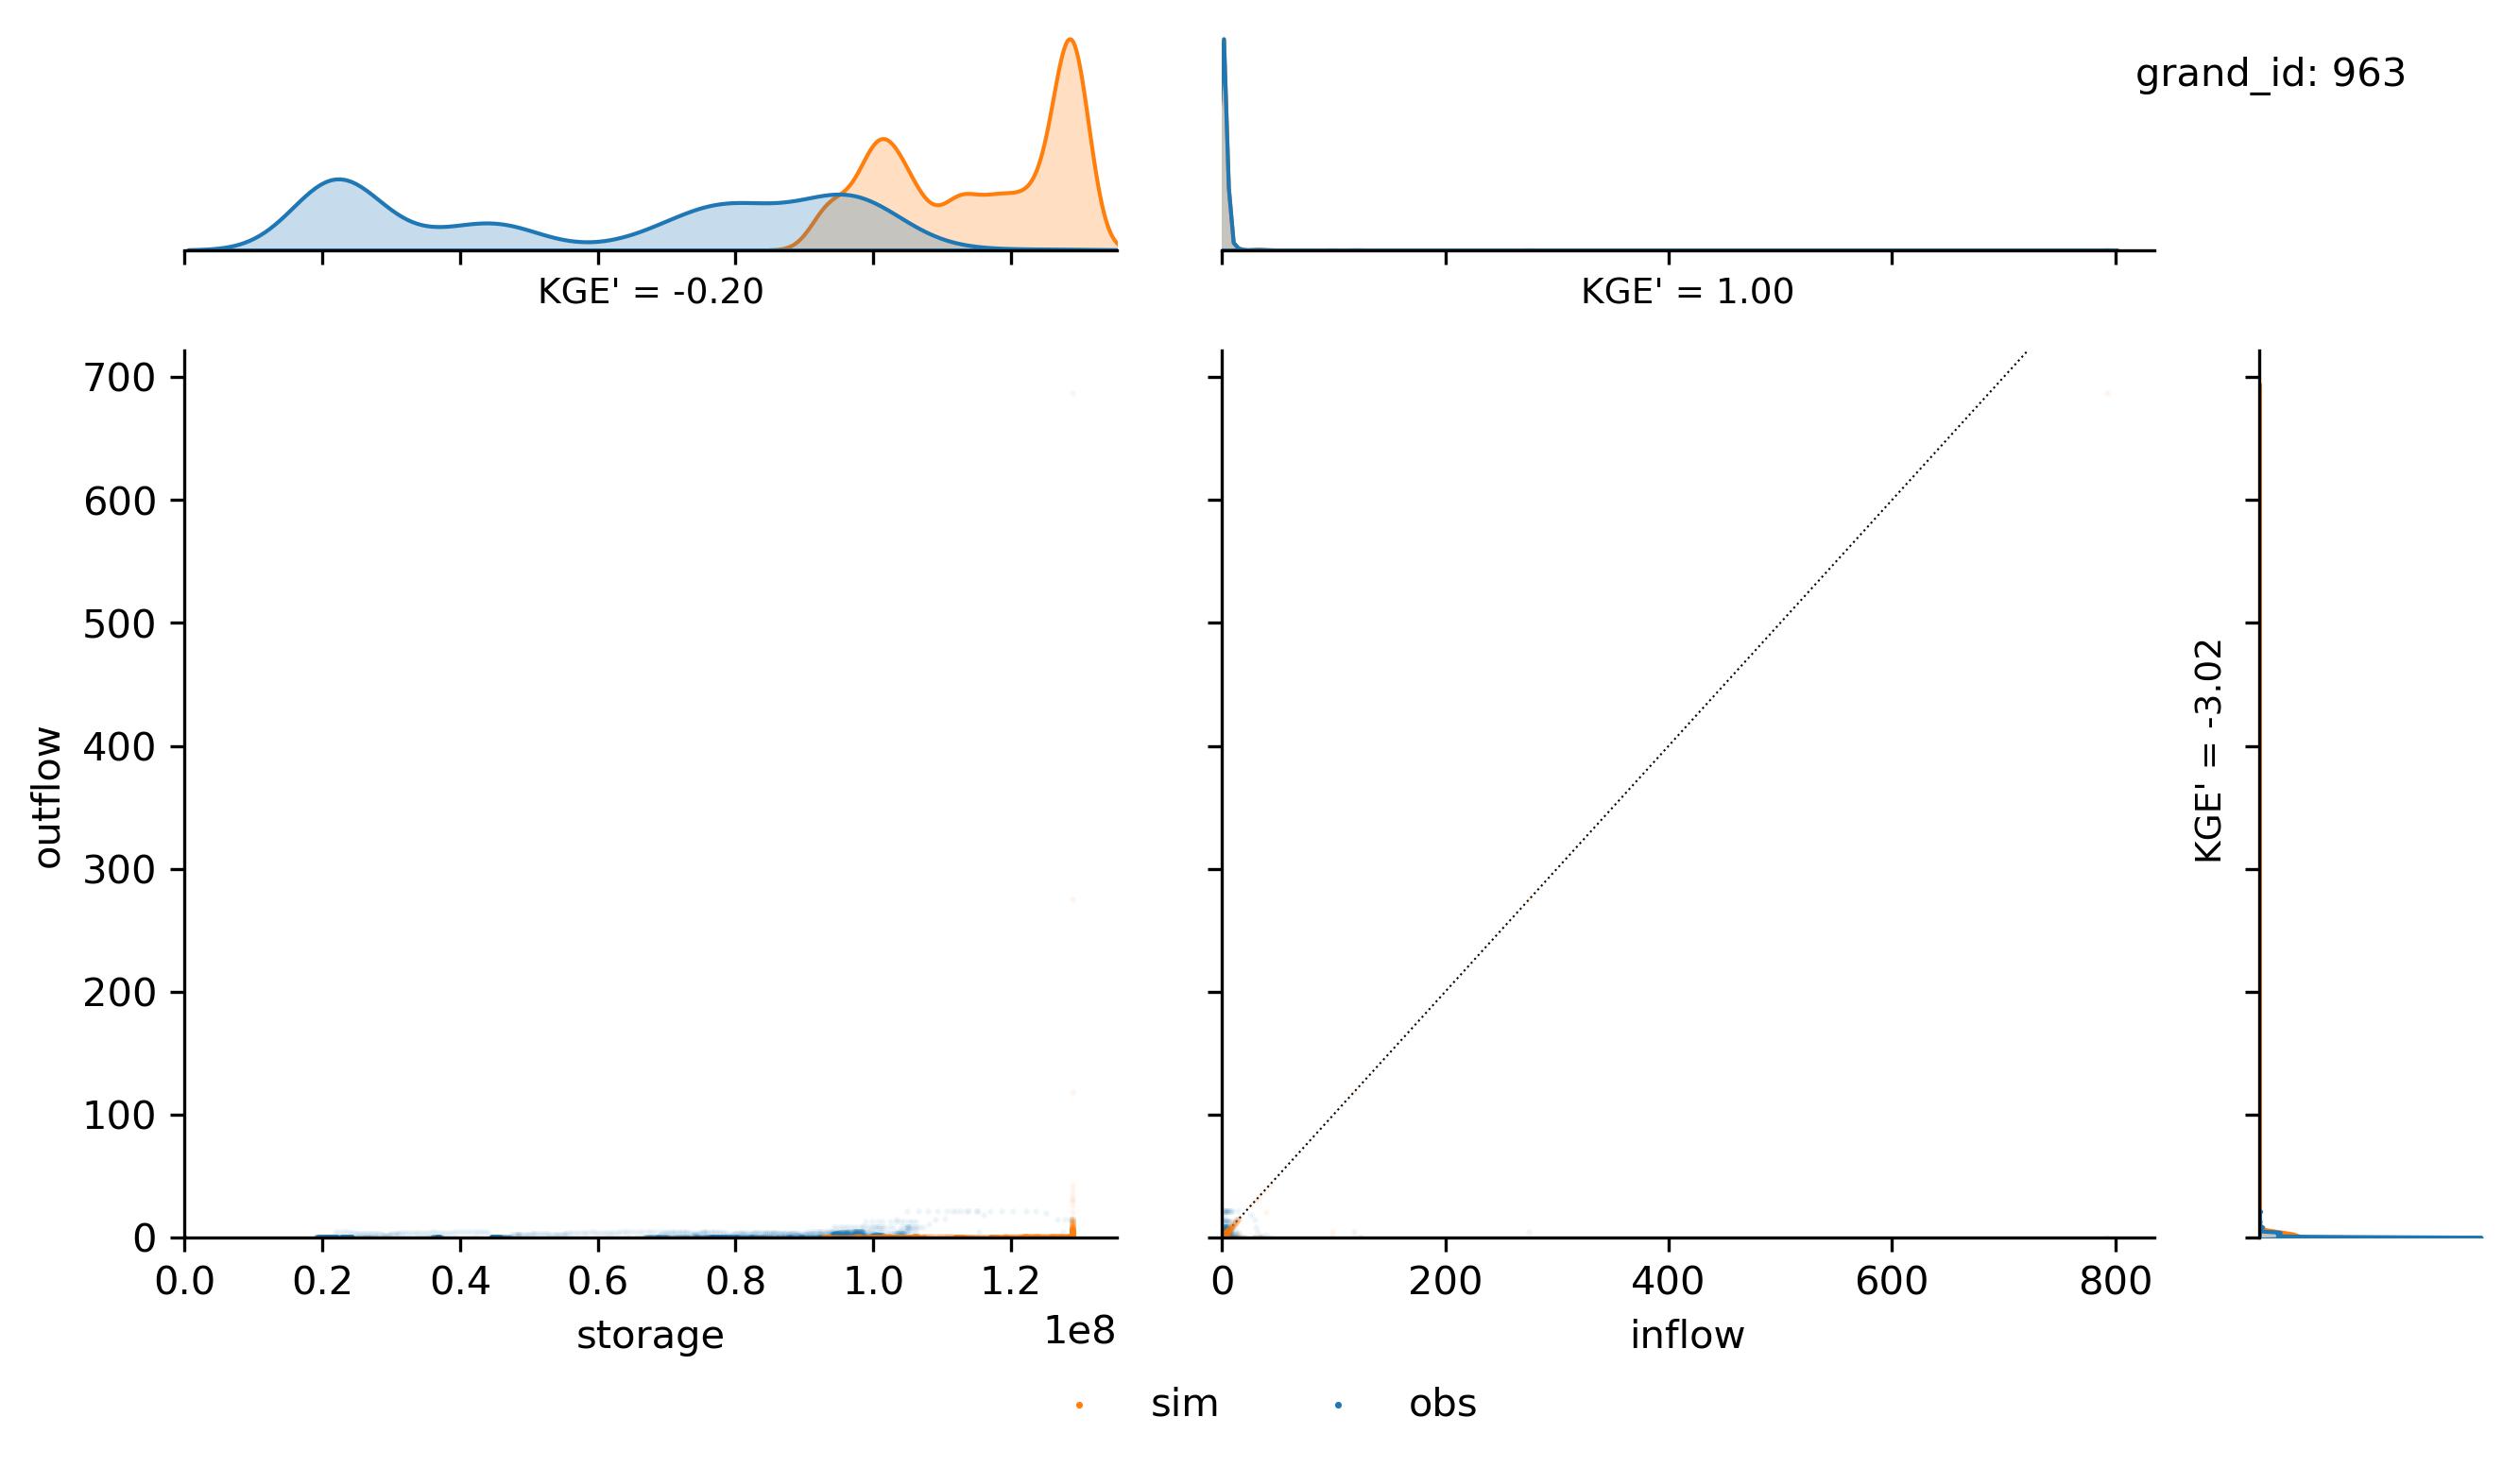 grand_id: 963
KGE' = -0.20
KGE' = 1.00
700
600
500
400
300
200
100
0
outflow
KGE' = -3.02
0.0 0.2 0.4 0.6 0.8 1.0 1.2
1e8
storage
0 200 400 600 800
inflow
sim obs